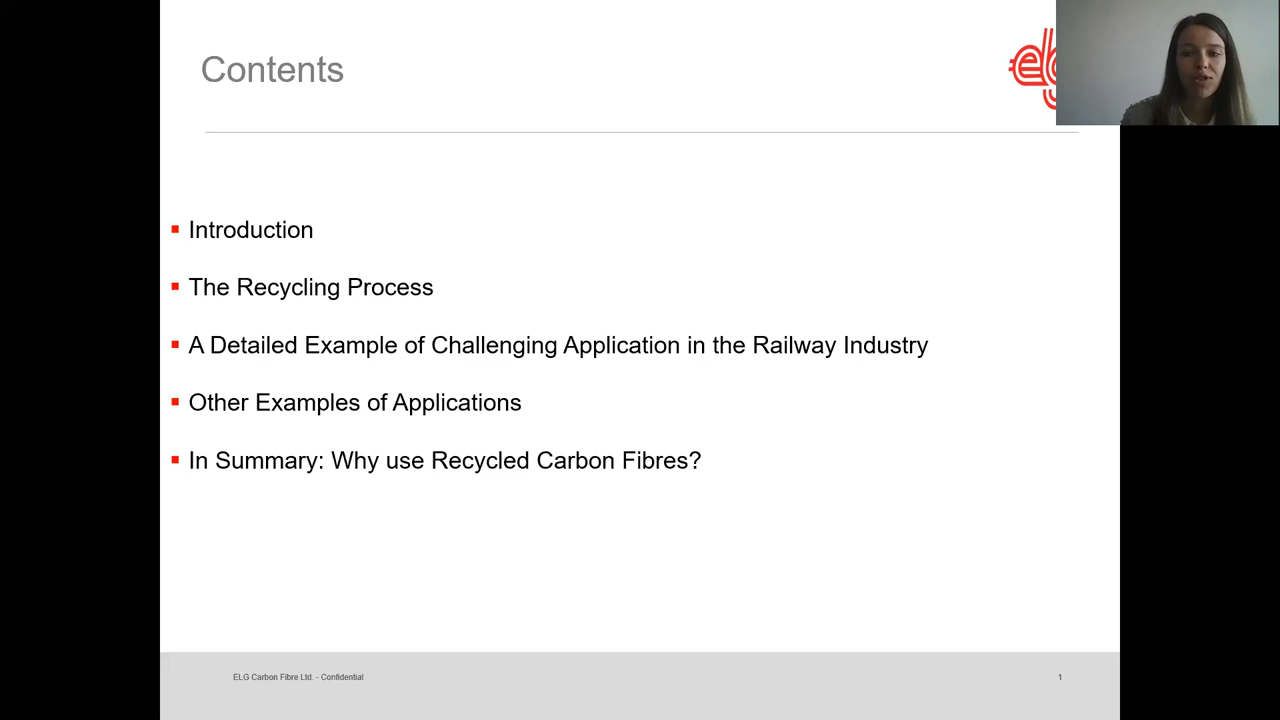 Contents
Introduction
The Recycling Process
A Detailed Example of Challenging Application in the Railway Industry
Other Examples of Applications
In Summary: Why use Recycled Carbon Fibres?
ELG Carbon Fibre Ltd. - Confidential
1